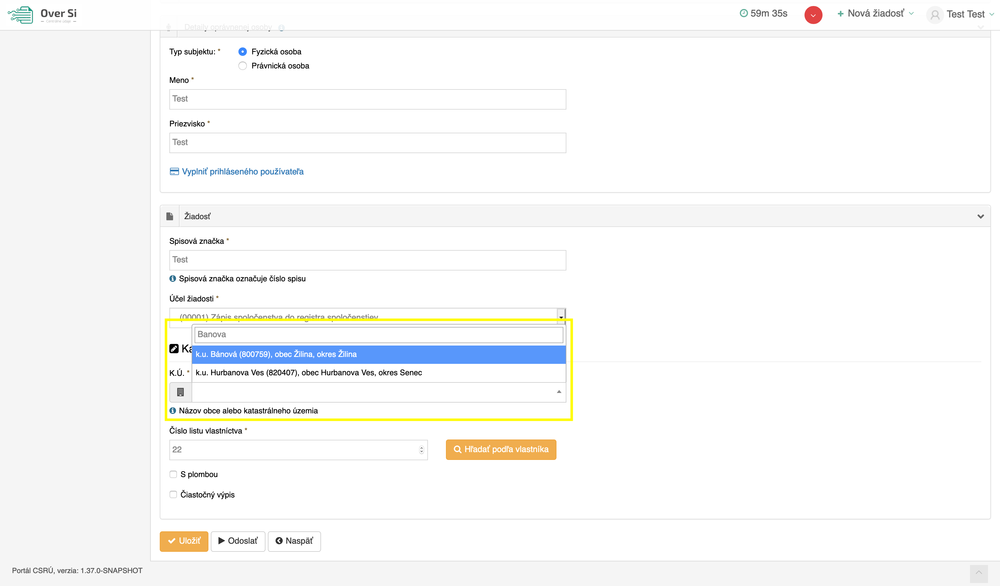 Over Si
Centrálne údaje
59m 35s
Nová žiadosť
Test Test
Detaily oprávnenej osoby
Typ subjektu: *
Fyzická osoba
Právnická osoba
Meno *
Test
Priezvisko *
Test
Vyplniť prihláseného používateľa
Žiadosť
Spisová značka *
Test
Spisová značka označuje číslo spisu
Účel žiadosti *
(00001) Zápis spoločenstva do registra spoločenstiev
Banova
Ka
k.u. Bánová (800759), obec Žilina, okres Žilina
K.Ú. *
k.u. Hurbanova Ves (820407), obec Hurbanova Ves, okres Senec
Názov obce alebo katastrálneho územia
Číslo listu vlastníctva *
22
Hľadať podľa vlastníka
S plombou
Čiastočný výpis
Uložiť
Odoslať
Naspäť
Portál CSRÚ, verzia: 1.37.0-SNAPSHOT